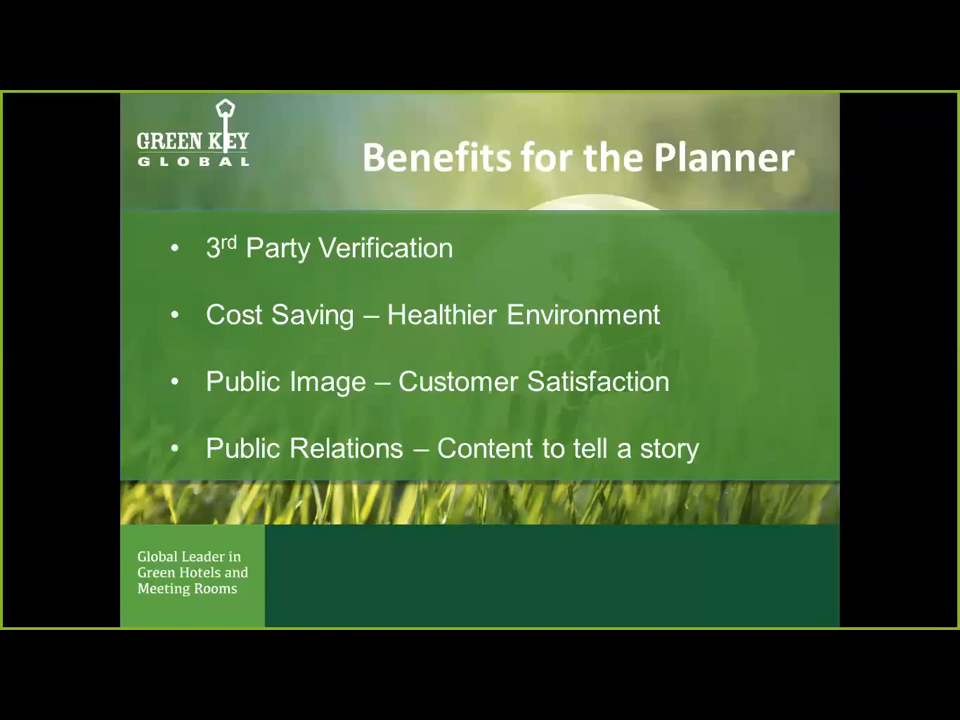 GREEN KEY
GLOBAL
Benefits for the Planner
• 3rd Party Verification
• Cost Saving – Healthier Environment
• Public Image – Customer Satisfaction
• Public Relations – Content to tell a story
Global Leader in
Green Hotels and
Meeting Rooms